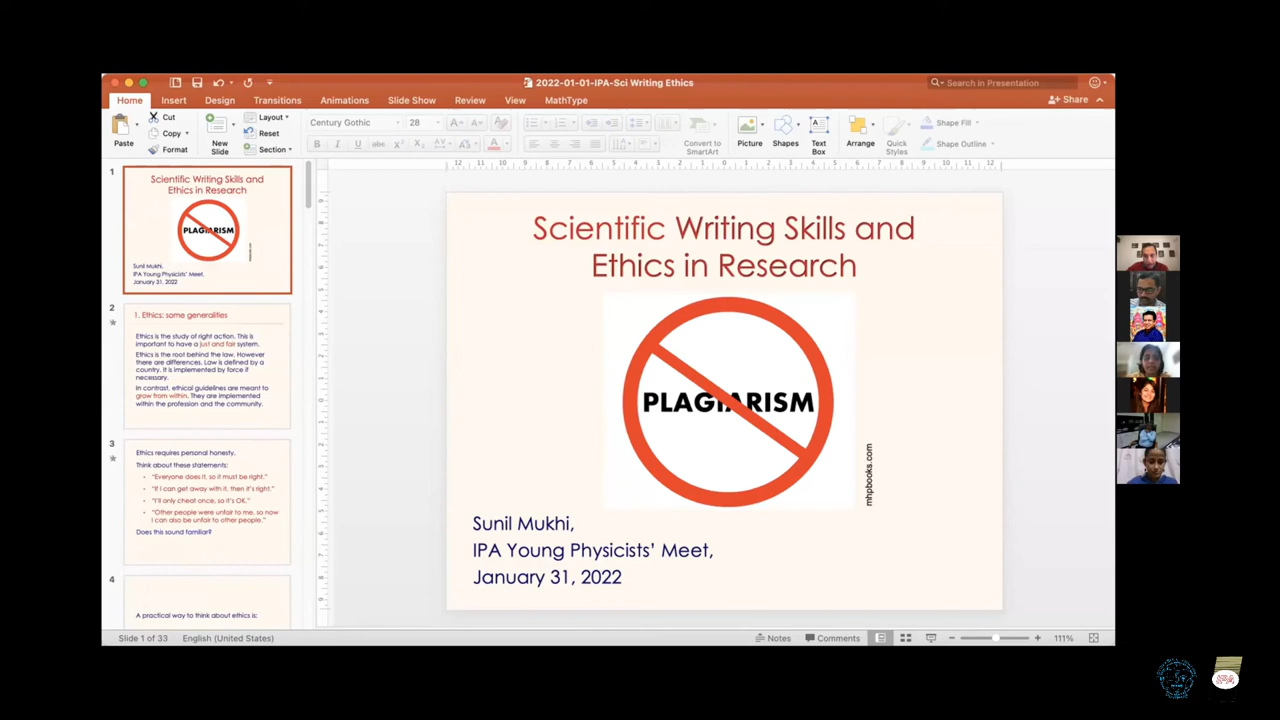 2022-01-01-IPA-Sci Writing Ethics
Search In Presentation
Home Insert Design Transitions Animations Slide Show Review View MathType
Share
Paste
Cut
Copy
Format
New Slide
Layout
Reset
Section
Century Gothic 28
Convert to SmartArt
Picture
Shapes
Text Box
Arrange
Quick Styles
Shape Fill
Shape Outline
1
Scientific Writing Skills and
Ethics in Research
PLAGIARISM
Sunil Mukhi,
IPA Young Physicists' Meet,
January 31, 2022
2
1. Ethics: some generalities
Ethics is the study of right action. This is
important to have a just and fair system.
Ethics is the root behind the law. However
there are differences. Law is defined by a
country. It is implemented by force if
necessary.
In contrast, ethical guidelines are meant to
grow from within. They are implemented
within the profession and the community.
3
Ethics requires personal honesty.
Think about these statements:
• "Everyone does it, so it must be right."
• "If I can get away with it, then it's right."
• "I'll only cheat once, so it's OK."
• "Other people were unfair to me, so now
I can also be unfair to other people."
Does this sound familiar?
4
A practical way to think about ethics is:
Scientific Writing Skills and
Ethics in Research
PLAGIARISM
mhpbooks.com
Sunil Mukhi,
IPA Young Physicists' Meet,
January 31, 2022
Slide 1 of 33 English (United States)
Notes Comments 111%
IPA